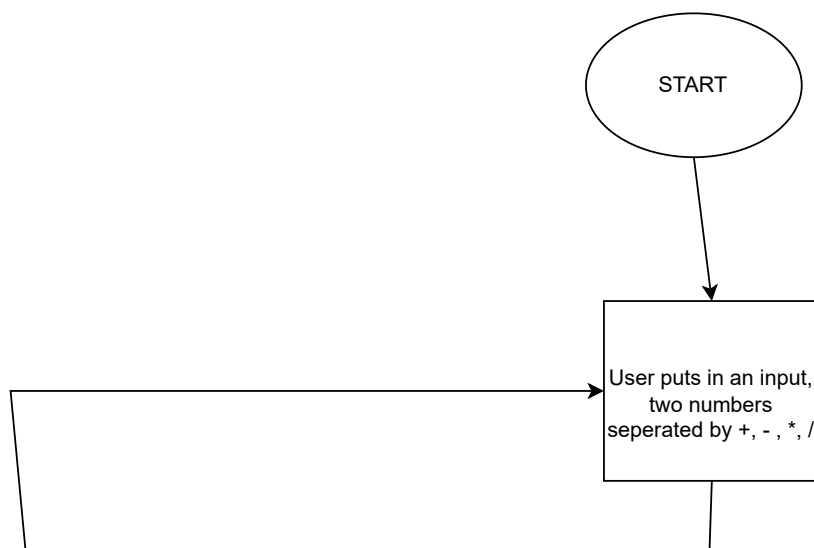 START
User puts in an input,
two numbers
seperated by +, - , *, /